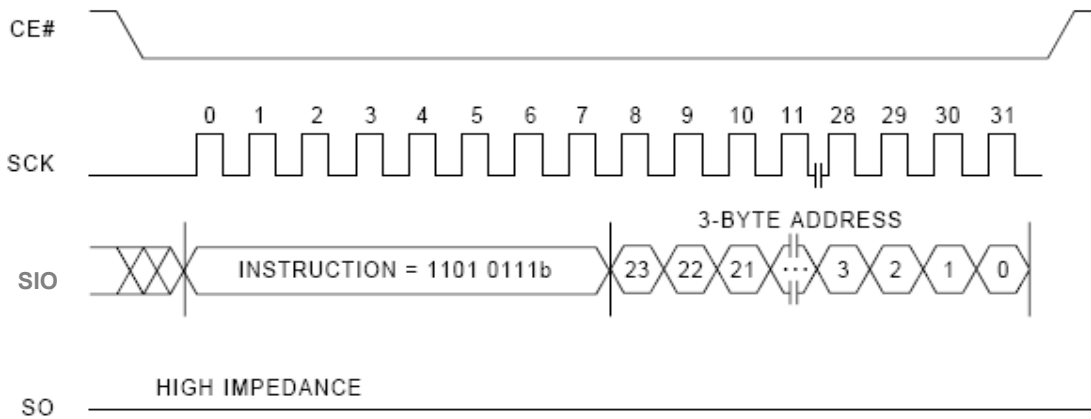 CE#
0 1 2 3 4 5 6 7 8 9 10 11 28 29 30 31
SCK
3-BYTE ADDRESS
SIO INSTRUCTION = 1101 0111b 23 22 21 ... 3 2 1 0
HIGH IMPEDANCE
SO